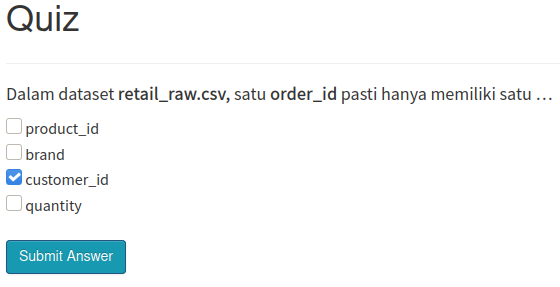 Quiz
Dalam dataset retail_raw.csv, satu order_id pasti hanya memiliki satu …
product_id
brand
customer_id
quantity
Submit Answer